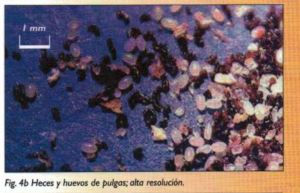 1 mm
Fig. 4b Heces y huevos de pulgas; alta resolución.